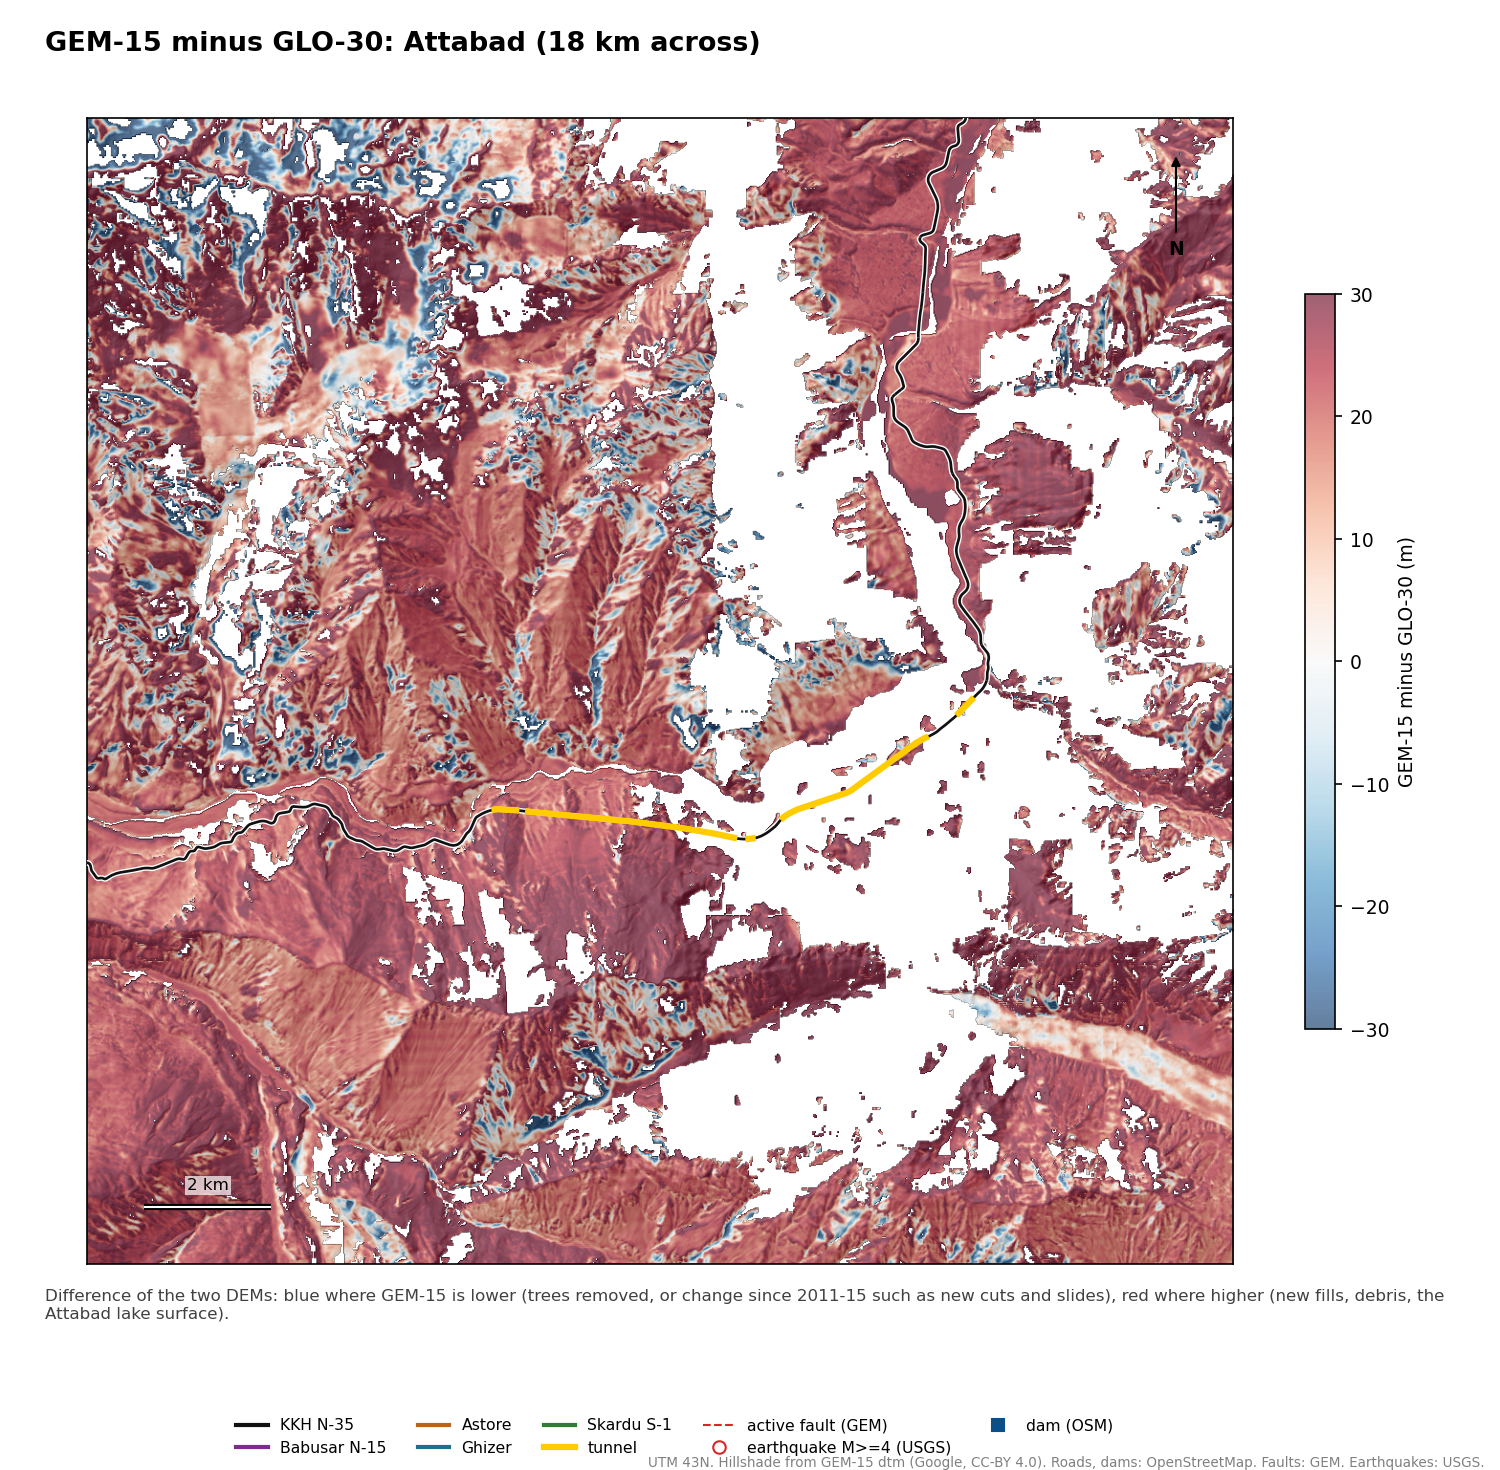 GEM-15 minus GLO-30: Attabad (18 km across)
N
30
20
10
0
−10
−20
−30
GEM-15 minus GLO-30 (m)
2 km
Difference of the two DEMs: blue where GEM-15 is lower (trees removed, or change since 2011-15 such as new cuts and slides), red where higher (new fills, debris, the
Attabad lake surface).
KKH N-35
Babusar N-15
Astore
Ghizer
Skardu S-1
tunnel
active fault (GEM)
earthquake M>=4 (USGS)
dam (OSM)
UTM 43N. Hillshade from GEM-15 dtm (Google, CC-BY 4.0). Roads, dams: OpenStreetMap. Faults: GEM. Earthquakes: USGS.